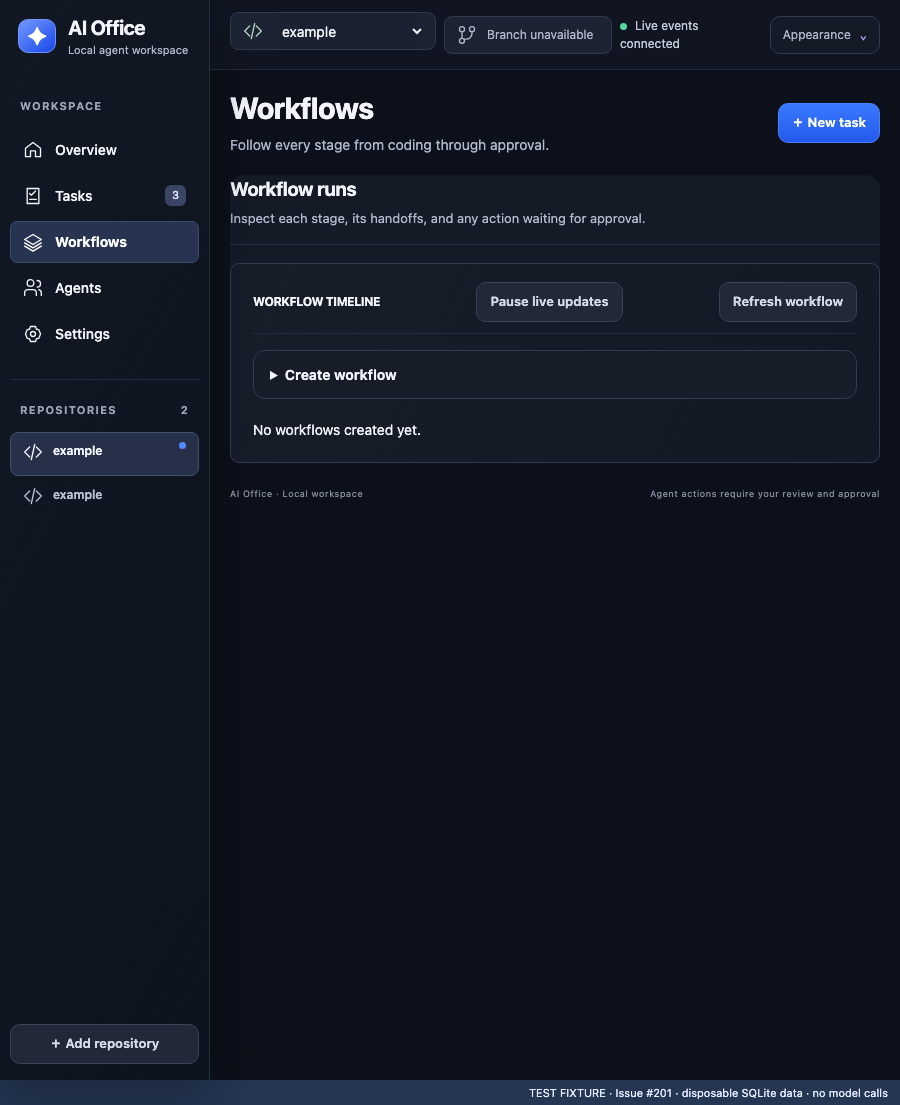 AI Office
Local agent workspace
WORKSPACE
Overview
Tasks 3
Workflows
Agents
Settings
REPOSITORIES 2
example
example
+ Add repository
example
Branch unavailable
Live events
connected
Appearance
Workflows
Follow every stage from coding through approval.
+ New task
Workflow runs
Inspect each stage, its handoffs, and any action waiting for approval.
WORKFLOW TIMELINE
Pause live updates
Refresh workflow
Create workflow
No workflows created yet.
AI Office · Local workspace
Agent actions require your review and approval
TEST FIXTURE · Issue #201 · disposable SQLite data · no model calls